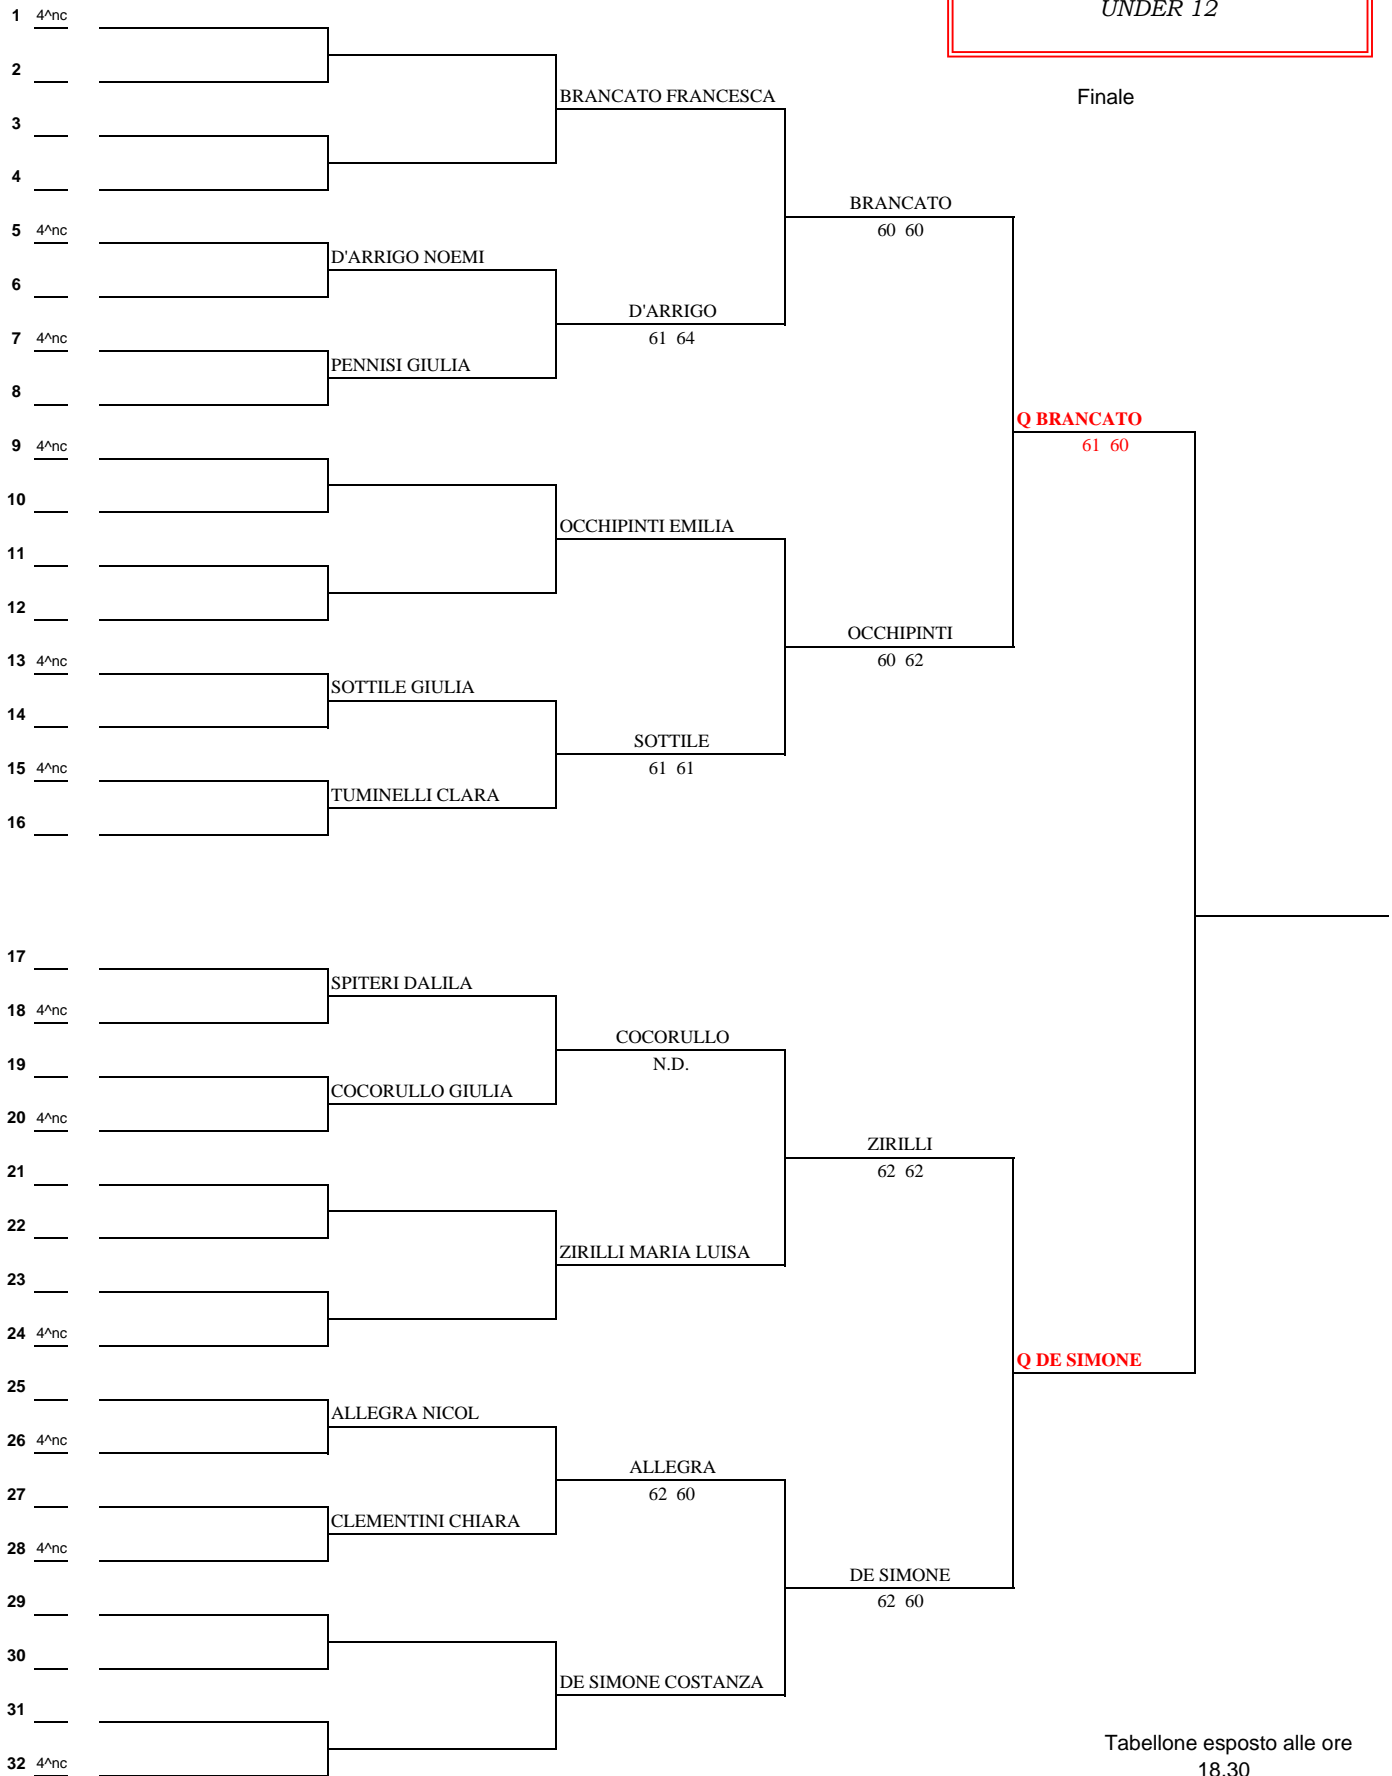 UNDER 12
Finale
1 4^nc
2
BRANCATO FRANCESCA
3
4
BRANCATO
60 60
5 4^nc
D'ARRIGO NOEMI
6
D'ARRIGO
61 64
7 4^nc
PENNISI GIULIA
8
Q BRANCATO
61 60
9 4^nc
10
OCCHIPINTI EMILIA
11
12
OCCHIPINTI
60 62
13 4^nc
SOTTILE GIULIA
14
SOTTILE
61 61
15 4^nc
TUMINELLI CLARA
16
17
SPITERI DALILA
18 4^nc
COCORULLO
N.D.
19
COCORULLO GIULIA
20 4^nc
ZIRILLI
62 62
21
22
ZIRILLI MARIA LUISA
23
24 4^nc
Q DE SIMONE
25
ALLEGRA NICOL
26 4^nc
ALLEGRA
62 60
27
CLEMENTINI CHIARA
28 4^nc
DE SIMONE
62 60
29
30
DE SIMONE COSTANZA
31
32 4^nc
Tabellone esposto alle ore
18.30